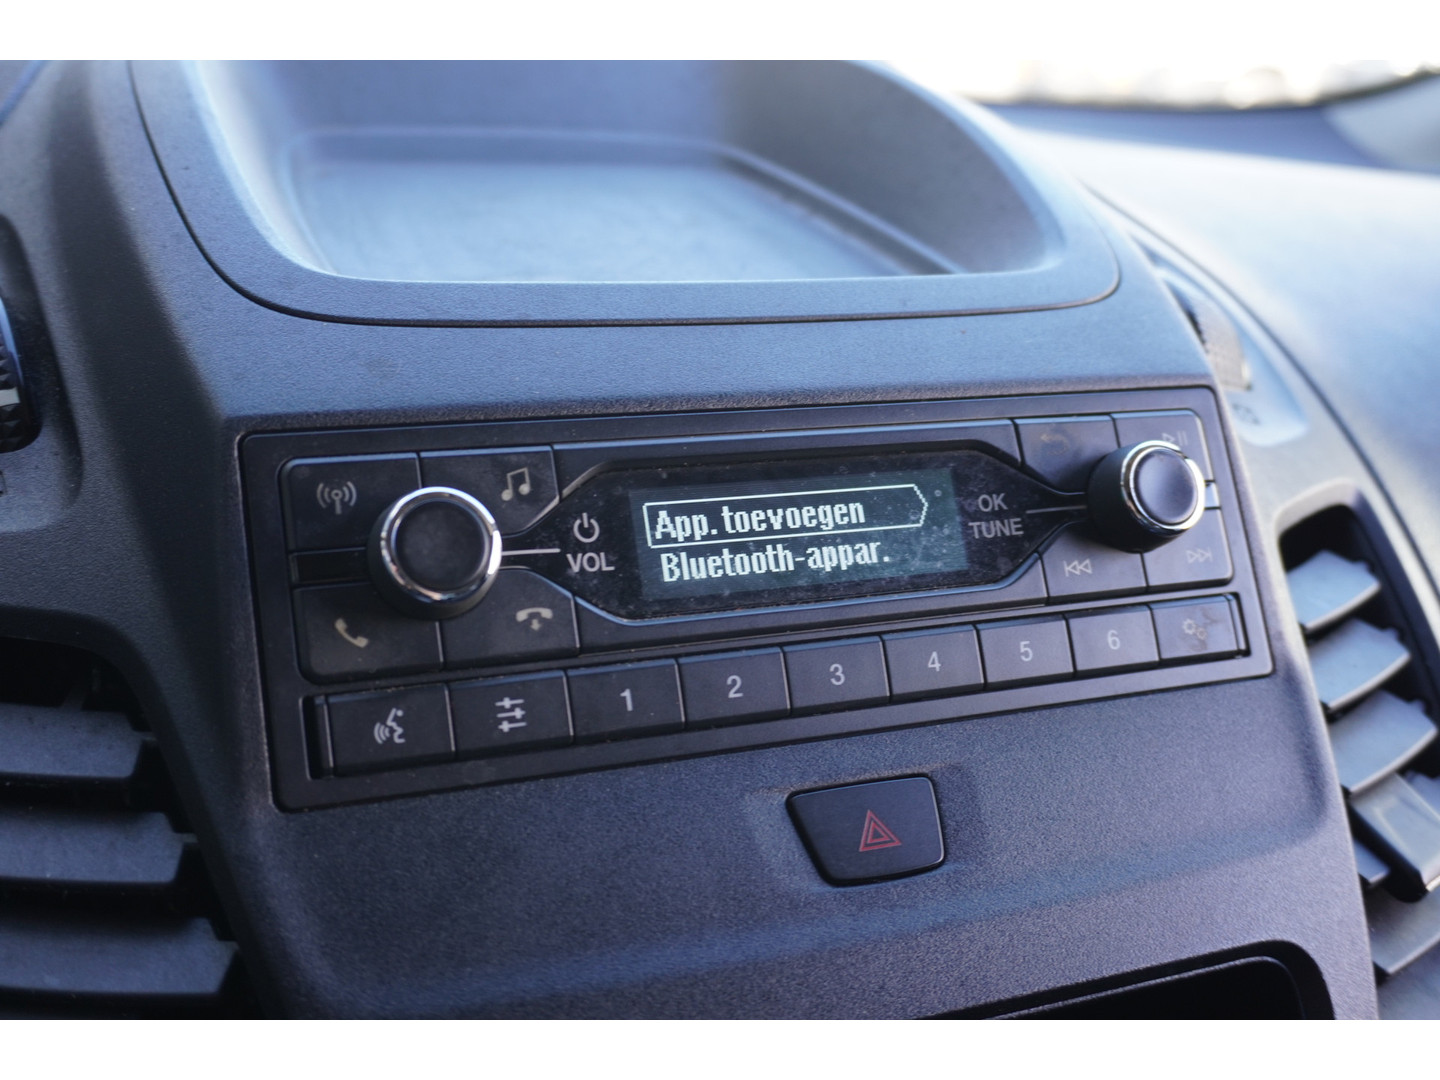 App. toevoegen
Bluetooth-appar.
VOL
OK
TUNE
1
2
3
4
5
6